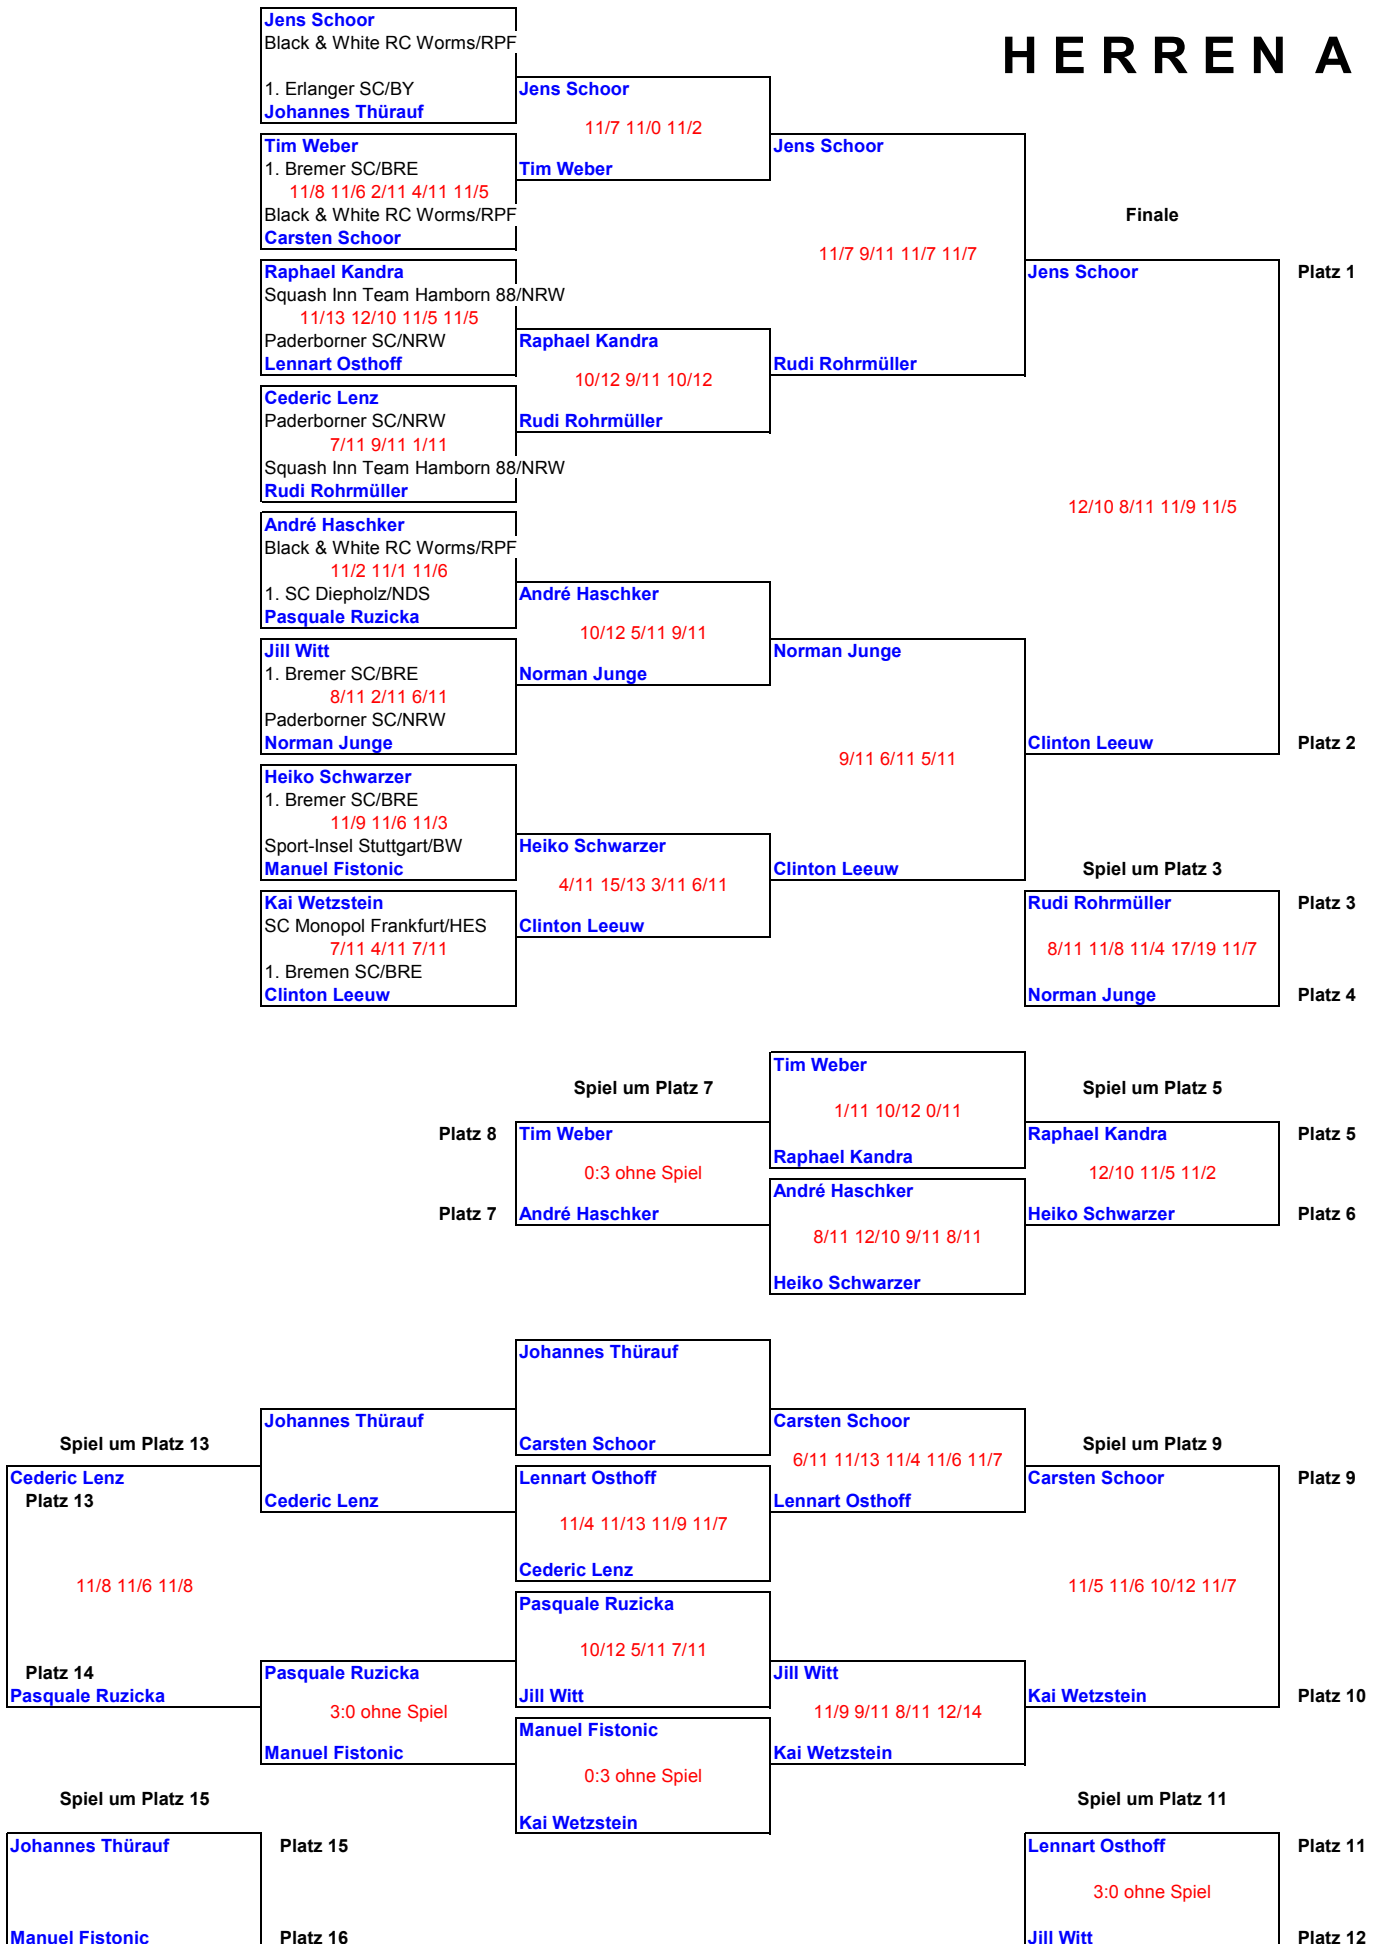 HERREN A
Jens Schoor
Black & White RC Worms/RPF
1. Erlanger SC/BY
Johannes Thürauf
Tim Weber
1. Bremer SC/BRE
11/8 11/6 2/11 4/11 11/5
Black & White RC Worms/RPF
Carsten Schoor
Raphael Kandra
Squash Inn Team Hamborn 88/NRW
11/13 12/10 11/5 11/5
Paderborner SC/NRW
Lennart Osthoff
Cederic Lenz
Paderborner SC/NRW
7/11 9/11 1/11
Squash Inn Team Hamborn 88/NRW
Rudi Rohrmüller
André Haschker
Black & White RC Worms/RPF
11/2 11/1 11/6
1. SC Diepholz/NDS
Pasquale Ruzicka
Jill Witt
1. Bremer SC/BRE
8/11 2/11 6/11
Paderborner SC/NRW
Norman Junge
Heiko Schwarzer
1. Bremer SC/BRE
11/9 11/6 11/3
Sport-Insel Stuttgart/BW
Manuel Fistonic
Kai Wetzstein
SC Monopol Frankfurt/HES
7/11 4/11 7/11
1. Bremen SC/BRE
Clinton Leeuw
Jens Schoor
11/7 11/0 11/2
Tim Weber
Raphael Kandra
10/12 9/11 10/12
Rudi Rohrmüller
André Haschker
10/12 5/11 9/11
Norman Junge
Heiko Schwarzer
4/11 15/13 3/11 6/11
Clinton Leeuw
Jens Schoor
11/7 9/11 11/7 11/7
Rudi Rohrmüller
Norman Junge
9/11 6/11 5/11
Clinton Leeuw
Finale
Jens Schoor Platz 1
12/10 8/11 11/9 11/5
Clinton Leeuw Platz 2
Spiel um Platz 3
Rudi Rohrmüller Platz 3
8/11 11/8 11/4 17/19 11/7
Norman Junge Platz 4
Tim Weber
1/11 10/12 0/11
Raphael Kandra
André Haschker
8/11 12/10 9/11 8/11
Heiko Schwarzer
Spiel um Platz 7
Platz 8 Tim Weber
0:3 ohne Spiel
Platz 7 André Haschker
Spiel um Platz 5
Raphael Kandra Platz 5
12/10 11/5 11/2
Heiko Schwarzer Platz 6
Johannes Thürauf
Carsten Schoor
Lennart Osthoff
11/4 11/13 11/9 11/7
Cederic Lenz
Pasquale Ruzicka
10/12 5/11 7/11
Jill Witt
Manuel Fistonic
0:3 ohne Spiel
Kai Wetzstein
Carsten Schoor
6/11 11/13 11/4 11/6 11/7
Lennart Osthoff
Jill Witt
11/9 9/11 8/11 12/14
Kai Wetzstein
Spiel um Platz 9
Carsten Schoor Platz 9
11/5 11/6 10/12 11/7
Kai Wetzstein Platz 10
Spiel um Platz 11
Lennart Osthoff Platz 11
3:0 ohne Spiel
Jill Witt Platz 12
Johannes Thürauf
Cederic Lenz
Pasquale Ruzicka
3:0 ohne Spiel
Manuel Fistonic
Spiel um Platz 13
Cederic Lenz
Platz 13
11/8 11/6 11/8
Platz 14
Pasquale Ruzicka
Spiel um Platz 15
Johannes Thürauf Platz 15
Manuel Fistonic Platz 16